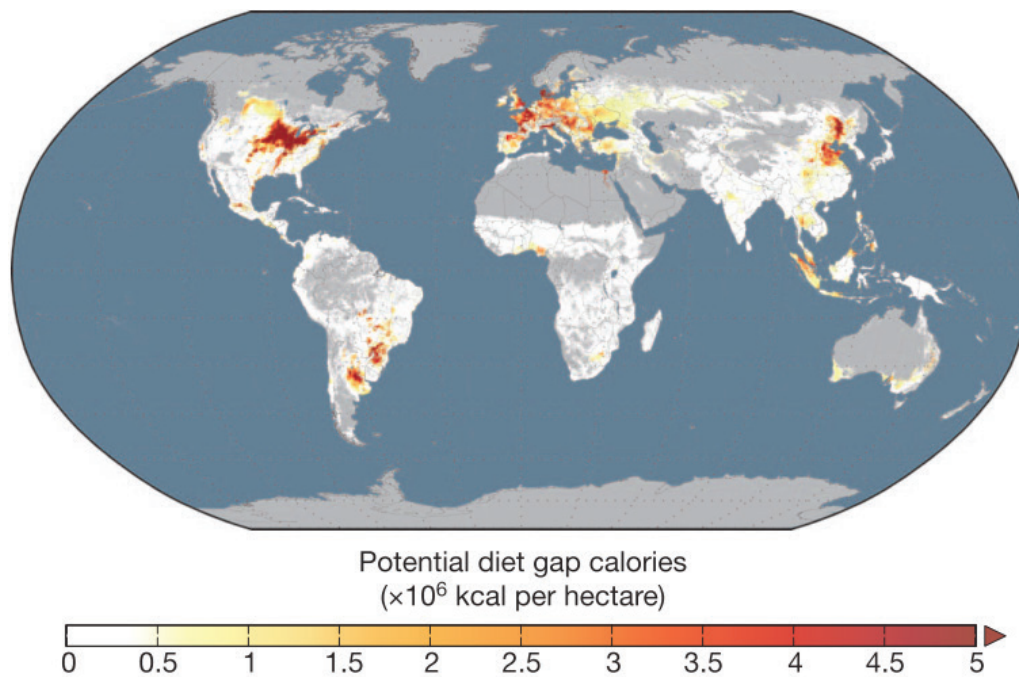 Potential diet gap calories
(×10⁶ kcal per hectare)
0 0.5 1 1.5 2 2.5 3 3.5 4 4.5 5